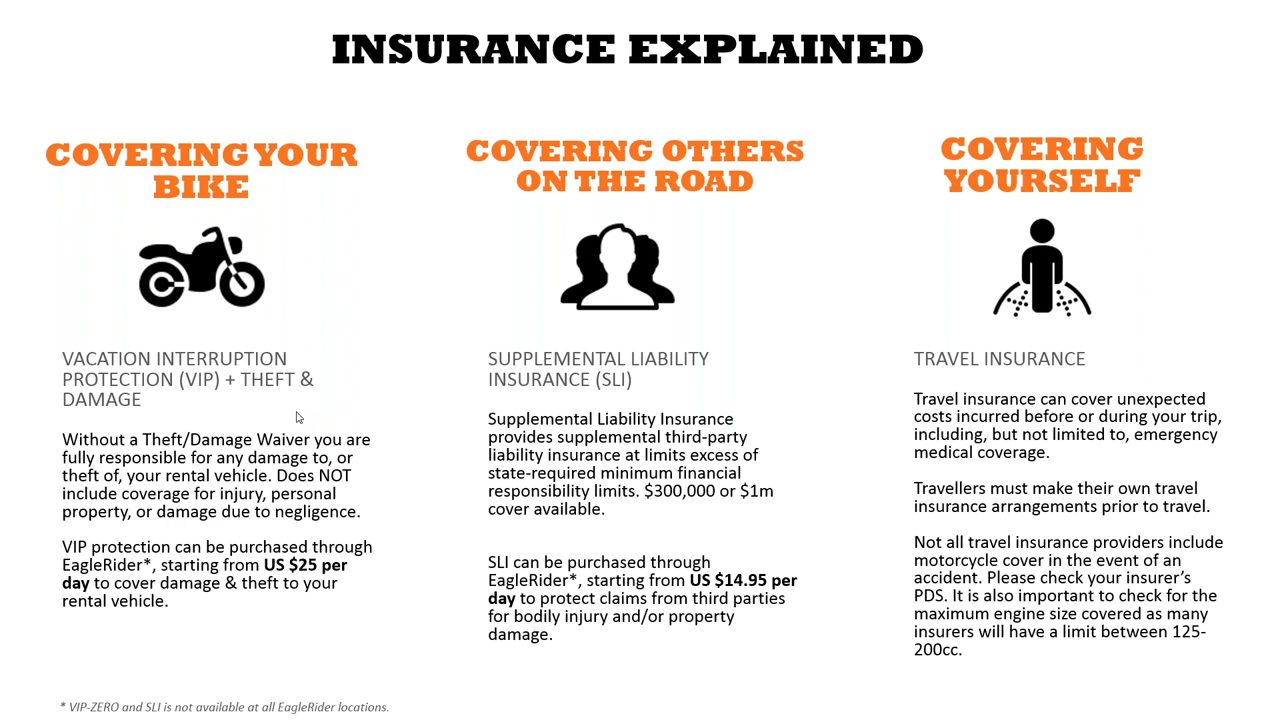 INSURANCE EXPLAINED
COVERING YOUR
BIKE
VACATION INTERRUPTION
PROTECTION (VIP) + THEFT &
DAMAGE
Without a Theft/Damage Waiver you are
fully responsible for any damage to, or
theft of, your rental vehicle. Does NOT
include coverage for injury, personal
property, or damage due to negligence.
VIP protection can be purchased through
EagleRider*, starting from US $25 per
day to cover damage & theft to your
rental vehicle.
COVERING OTHERS
ON THE ROAD
SUPPLEMENTAL LIABILITY
INSURANCE (SLI)
Supplemental Liability Insurance
provides supplemental third-party
liability insurance at limits excess of
state-required minimum financial
responsibility limits. $300,000 or $1m
cover available.
SLI can be purchased through
EagleRider*, starting from US $14.95 per
day to protect claims from third parties
for bodily injury and/or property
damage.
COVERING
YOURSELF
TRAVEL INSURANCE
Travel insurance can cover unexpected
costs incurred before or during your trip,
including, but not limited to, emergency
medical coverage.
Travellers must make their own travel
insurance arrangements prior to travel.
Not all travel insurance providers include
motorcycle cover in the event of an
accident. Please check your insurer's
PDS. It is also important to check for the
maximum engine size covered as many
insurers will have a limit between 125-
200cc.
* VIP-ZERO and SLI is not available at all EagleRider locations.